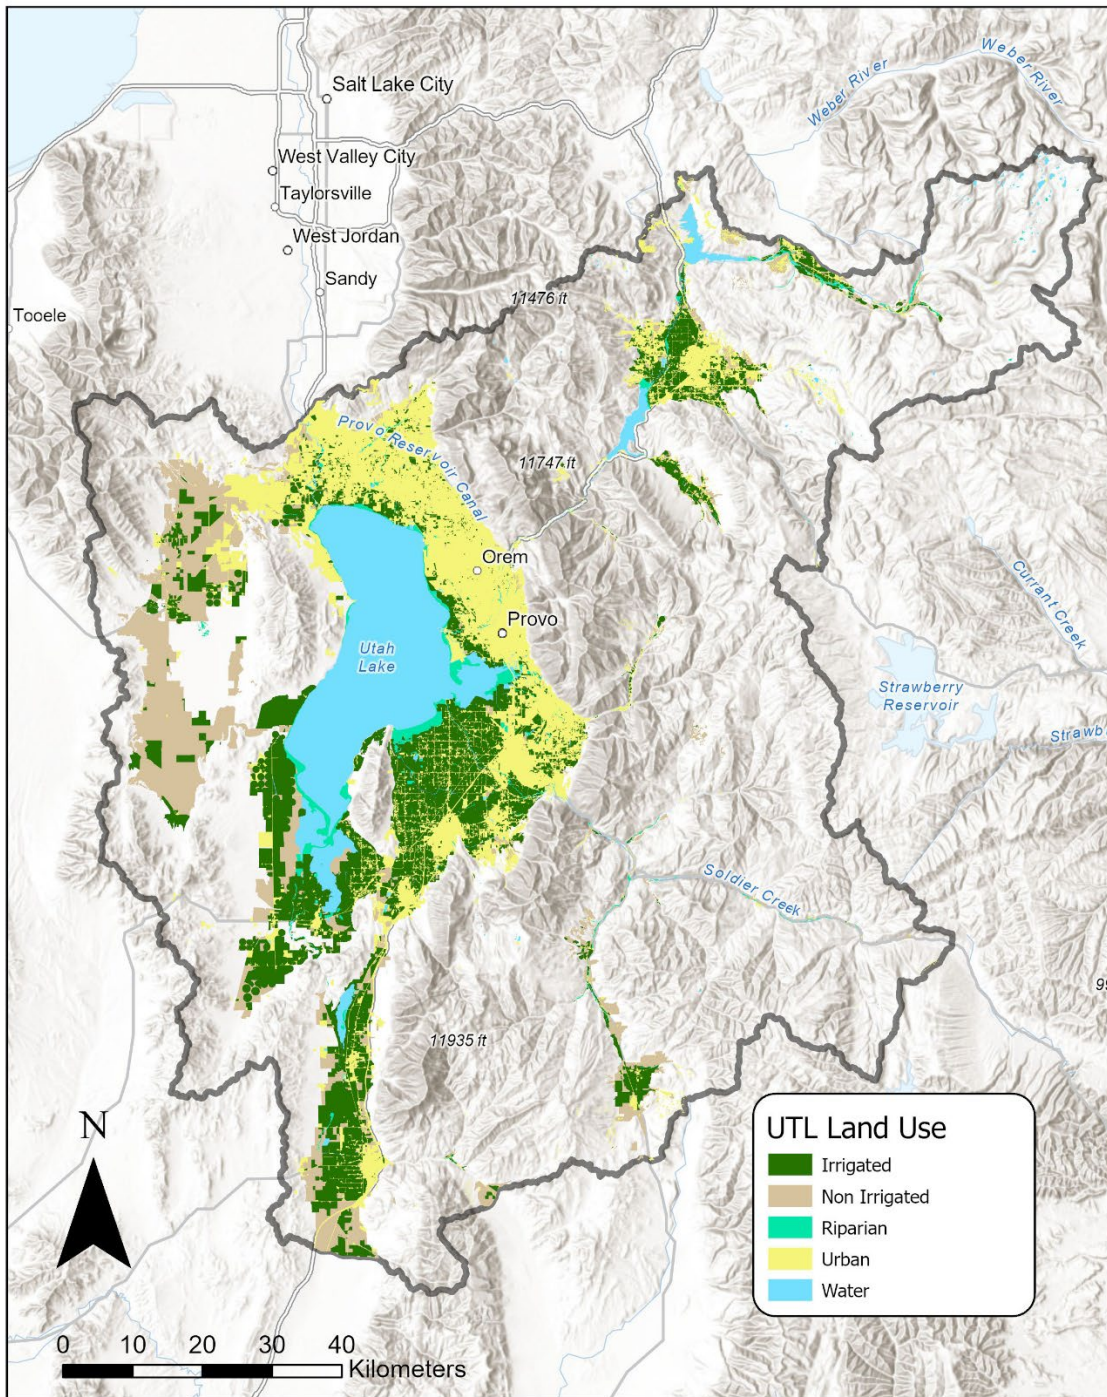 Weber River
Weber River
Salt Lake City
West Valley City
Taylorsville
West Jordan
Sandy
Tooele
11476 ft
Provo Reservoir Canal
11747 ft
Orem
Provo
Utah
Lake
Currant Creek
Strawberry
Reservoir
Strawbe
Soldier Creek
99
11935 ft
N
UTL Land Use
Irrigated
Non Irrigated
Riparian
Urban
Water
0 10 20 30 40
Kilometers